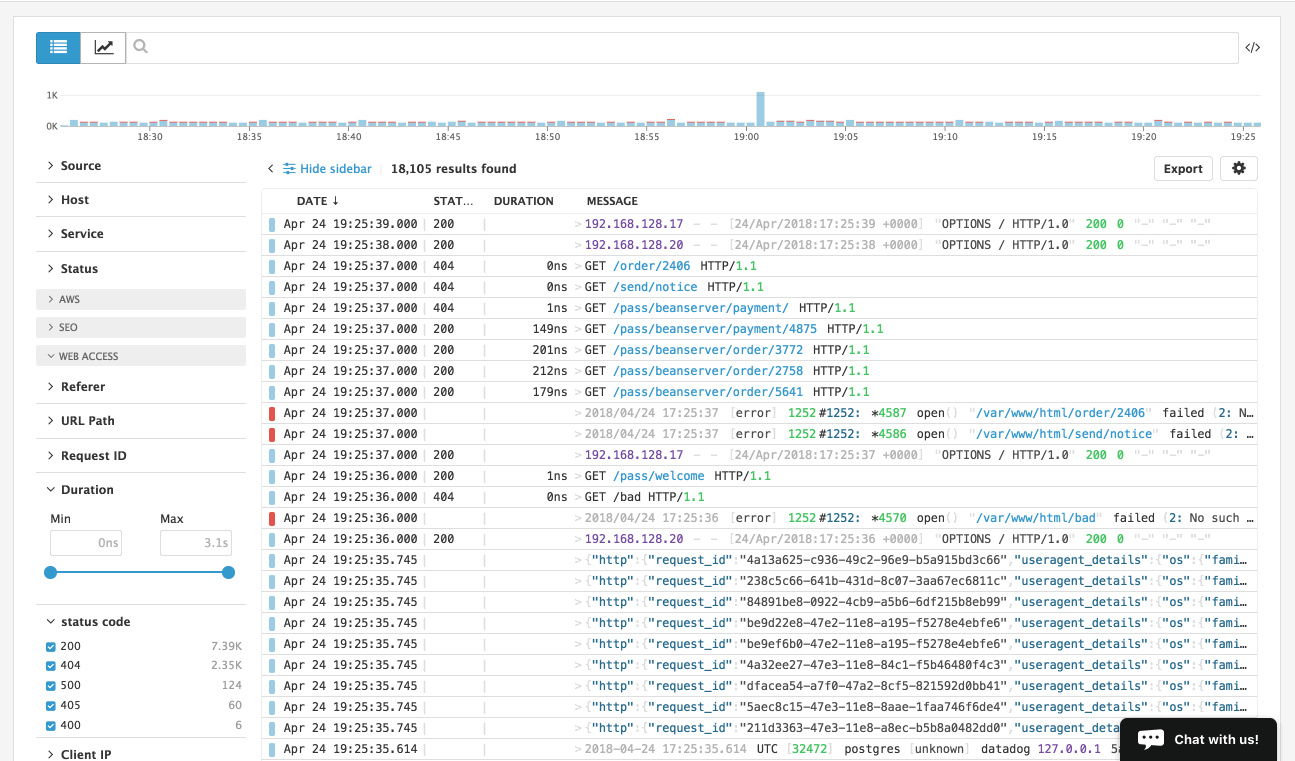 </>
1K
0K
18:30 18:35 18:40 18:45 18:50 18:55 19:00 19:05 19:10 19:15 19:20 19:25
Source
Host
Service
Status
AWS
SEO
WEB ACCESS
Referer
URL Path
Request ID
Duration
Min Max
0ns 3.1s
status code
200 7.39K
404 2.35K
500 124
405 60
400 6
Client IP
Hide sidebar 18,105 results found Export
DATE ↓ STAT... DURATION MESSAGE
Apr 24 19:25:39.000 200 192.168.128.17 - - [24/Apr/2018:17:25:39 +0000] "OPTIONS / HTTP/1.0" 200 0 "-" "-" "-"
Apr 24 19:25:38.000 200 192.168.128.20 - - [24/Apr/2018:17:25:38 +0000] "OPTIONS / HTTP/1.0" 200 0 "-" "-" "-"
Apr 24 19:25:37.000 404 0ns GET /order/2406 HTTP/1.1
Apr 24 19:25:37.000 404 0ns GET /send/notice HTTP/1.1
Apr 24 19:25:37.000 404 1ns GET /pass/beanserver/payment/ HTTP/1.1
Apr 24 19:25:37.000 200 149ns GET /pass/beanserver/payment/4875 HTTP/1.1
Apr 24 19:25:37.000 200 201ns GET /pass/beanserver/order/3772 HTTP/1.1
Apr 24 19:25:37.000 200 212ns GET /pass/beanserver/order/2758 HTTP/1.1
Apr 24 19:25:37.000 200 179ns GET /pass/beanserver/order/5641 HTTP/1.1
Apr 24 19:25:37.000 2018/04/24 17:25:37 [error] 1252#1252: *4587 open() "/var/www/html/order/2406" failed (2: N...
Apr 24 19:25:37.000 2018/04/24 17:25:37 [error] 1252#1252: *4586 open() "/var/www/html/send/notice" failed (2: ...
Apr 24 19:25:37.000 200 192.168.128.17 - - [24/Apr/2018:17:25:37 +0000] "OPTIONS / HTTP/1.0" 200 0 "-" "-" "-"
Apr 24 19:25:36.000 200 1ns GET /pass/welcome HTTP/1.1
Apr 24 19:25:36.000 404 0ns GET /bad HTTP/1.1
Apr 24 19:25:36.000 2018/04/24 17:25:36 [error] 1252#1252: *4570 open() "/var/www/html/bad" failed (2: No such ...
Apr 24 19:25:36.000 200 192.168.128.20 - - [24/Apr/2018:17:25:36 +0000] "OPTIONS / HTTP/1.0" 200 0 "-" "-" "-"
Apr 24 19:25:35.745 {"http":{"request_id":"4a13a625-c936-49c2-96e9-b5a915bd3c66","useragent_details":{"os":{"fami...
Apr 24 19:25:35.745 {"http":{"request_id":"238c5c66-641b-431d-8c07-3aa67ec6811c","useragent_details":{"os":{"fami...
Apr 24 19:25:35.745 {"http":{"request_id":"84891be8-0922-4cb9-a5b6-6df215b8eb99","useragent_details":{"os":{"fami...
Apr 24 19:25:35.745 {"http":{"request_id":"be9d22e8-47e2-11e8-a195-f5278e4ebfe6","useragent_details":{"os":{"fami...
Apr 24 19:25:35.745 {"http":{"request_id":"be9ef6b0-47e2-11e8-a195-f5278e4ebfe6","useragent_details":{"os":{"fami...
Apr 24 19:25:35.745 {"http":{"request_id":"4a32ee27-47e3-11e8-84c1-f5b46480f4c3","useragent_details":{"os":{"fami...
Apr 24 19:25:35.745 {"http":{"request_id":"dfacea54-a7f0-47a2-8cf5-821592d0bb41","useragent_details":{"os":{"fami...
Apr 24 19:25:35.745 {"http":{"request_id":"5aec8c15-47e3-11e8-8aae-1faa746f6de4","useragent_details":{"os":{"fami...
Apr 24 19:25:35.745 {"http":{"request_id":"211d3363-47e3-11e8-a8ec-b5b8a0482dd0","useragent_deta
Apr 24 19:25:35.614 2018-04-24 17:25:35.614 UTC [32472] postgres [unknown] datadog 127.0.0.1
Chat with us!